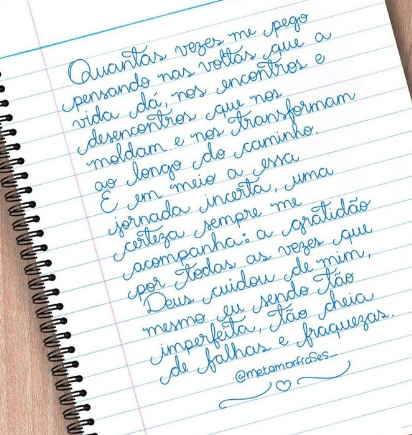 Quantas vezes me pego
pensando nas voltas que a
vida dá, nos encontros e
desencontros que nos
moldam e nos transformam
ao longo do caminho.
E em meio a essa
jornada incerta, uma
certeza sempre me
acompanha: a gratidão
por todas as vezes que
Deus cuidou de mim,
mesmo eu sendo tão
imperfeita, tão cheia
de falhas e fraquezas.
@metamorfrases_